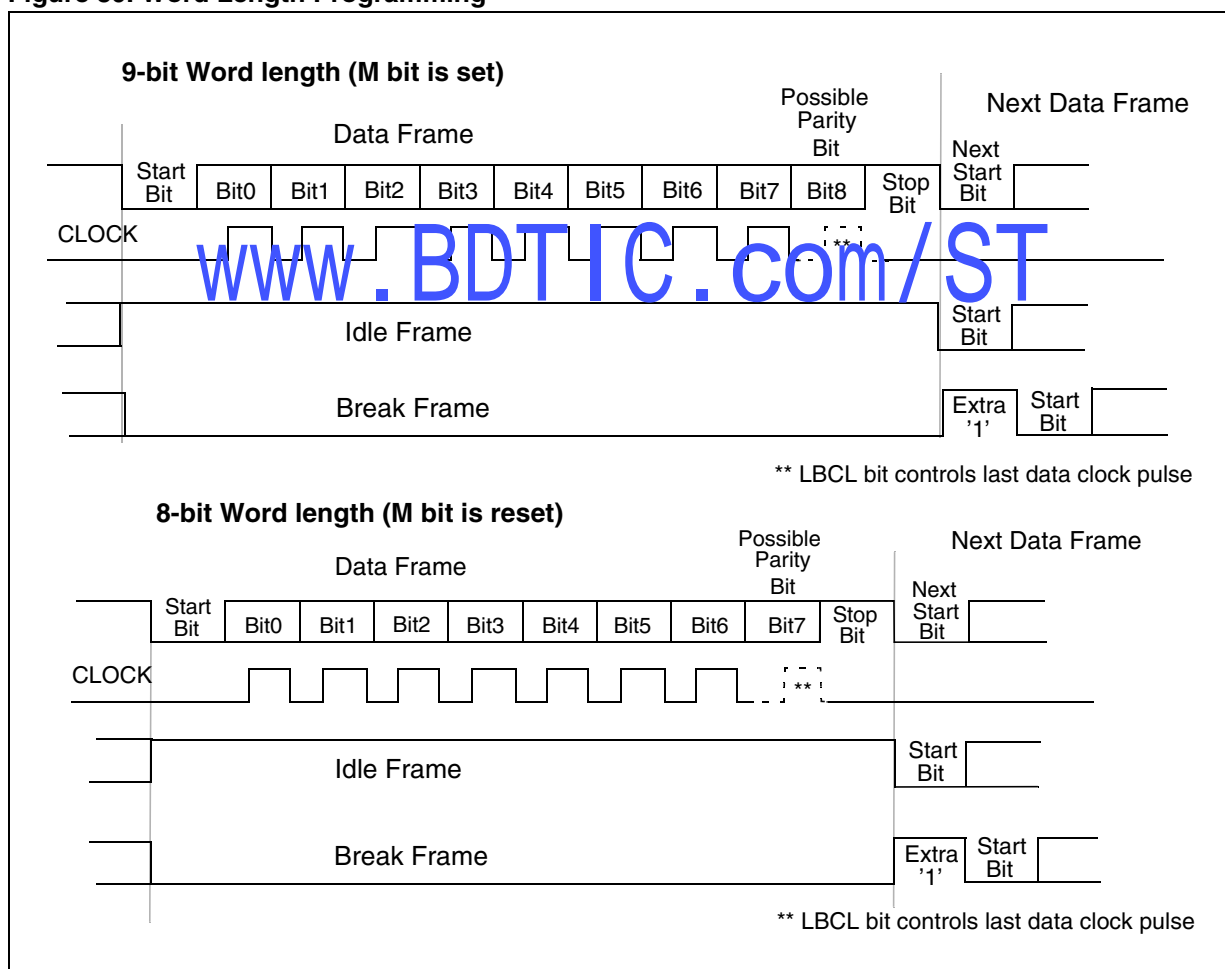 Figure 80. Word Length Programming
9-bit Word length (M bit is set)
Possible
Parity
Bit
Next Data Frame
Data Frame
Start
Bit
Bit0
Bit1
Bit2
Bit3
Bit4
Bit5
Bit6
Bit7
Bit8
Stop
Bit
Next
Start
Bit
CLOCK
**
www.BDTIC.com/ST
Idle Frame
Start
Bit
Break Frame
Extra
'1'
Start
Bit
** LBCL bit controls last data clock pulse
8-bit Word length (M bit is reset)
Possible
Parity
Bit
Next Data Frame
Data Frame
Start
Bit
Bit0
Bit1
Bit2
Bit3
Bit4
Bit5
Bit6
Bit7
Stop
Bit
Next
Start
Bit
CLOCK
**
Idle Frame
Start
Bit
Break Frame
Extra
'1'
Start
Bit
** LBCL bit controls last data clock pulse